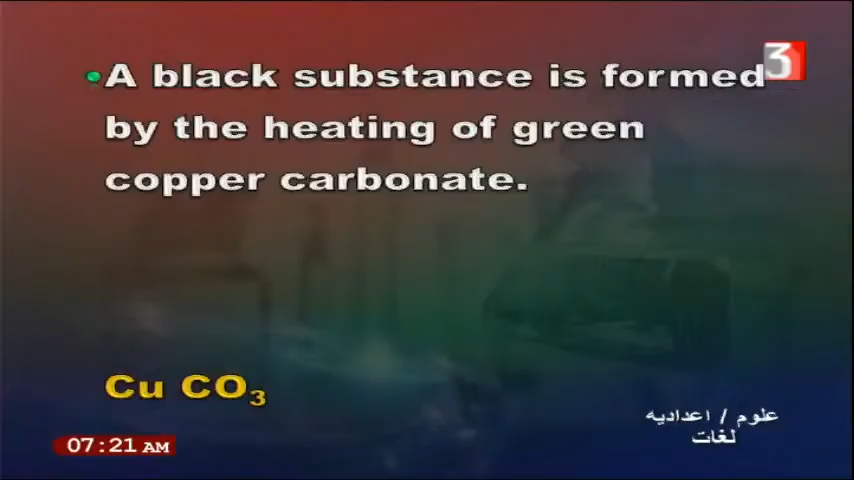 •A black substance is formed
by the heating of green
copper carbonate.
3
Cu CO₃
علوم / اعداديه
لغات
07:21 AM